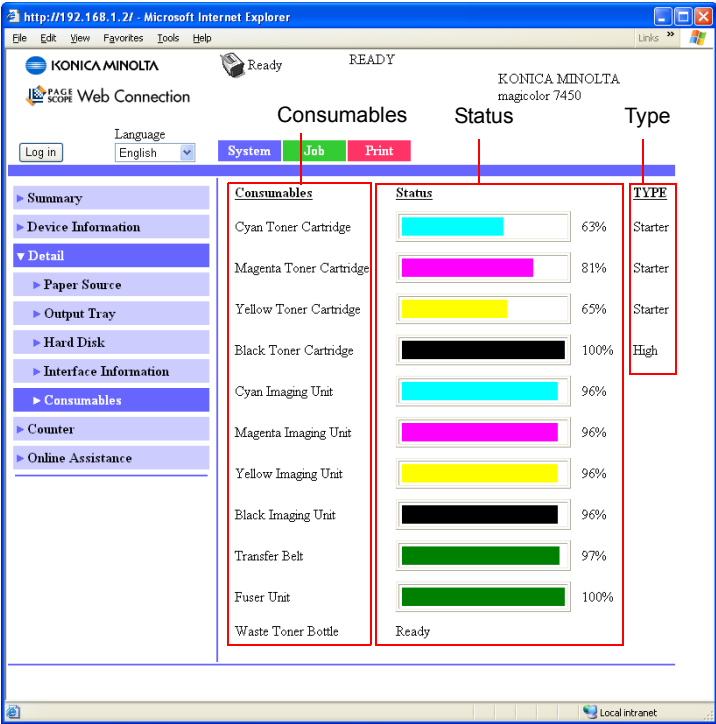 http://192.168.1.2/ - Microsoft Internet Explorer
File Edit View Favorites Tools Help Links »
KONICA MINOLTA
Ready
READY
KONICA MINOLTA
magicolor 7450
PAGE SCOPE Web Connection
Consumables Status Type
Language
Log in English
System Job Print
Summary
Device Information
Detail
Paper Source
Output Tray
Hard Disk
Interface Information
Consumables
Counter
Online Assistance
Consumables Status TYPE
Cyan Toner Cartridge 63% Starter
Magenta Toner Cartridge 81% Starter
Yellow Toner Cartridge 65% Starter
Black Toner Cartridge 100% High
Cyan Imaging Unit 96%
Magenta Imaging Unit 96%
Yellow Imaging Unit 96%
Black Imaging Unit 96%
Transfer Belt 97%
Fuser Unit 100%
Waste Toner Bottle Ready
Local intranet